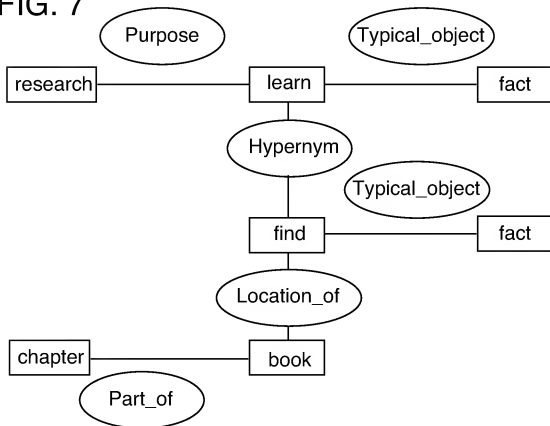 FIG. 7
Purpose
Typical_object
research
learn
fact
Hypernym
Typical_object
find
fact
Location_of
chapter
book
Part_of